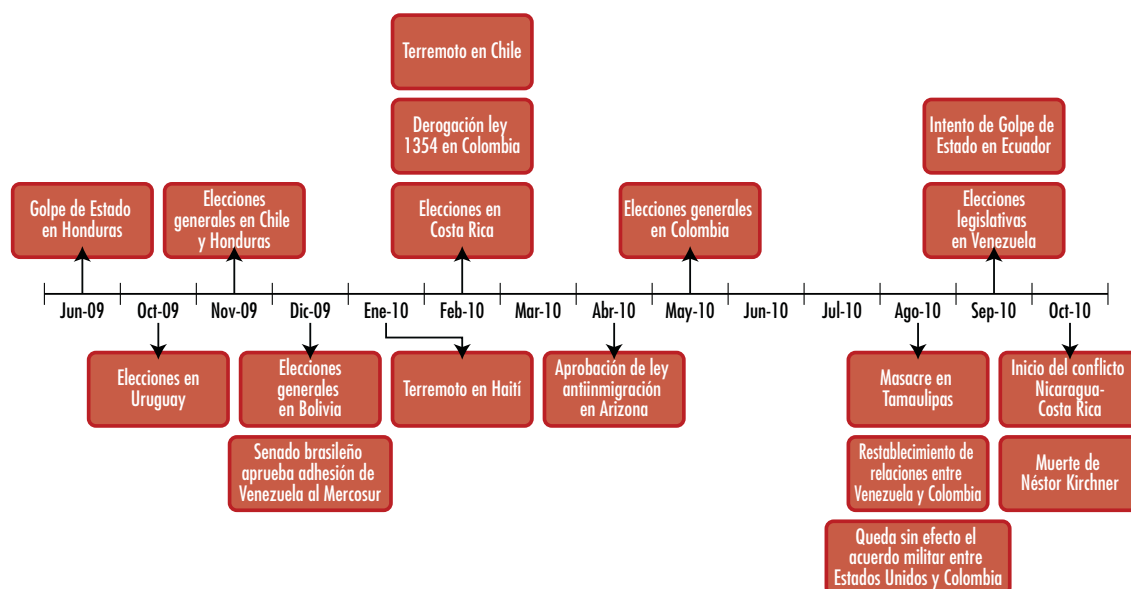 Terremoto en Chile
Derogación ley
1354 en Colombia
Intento de Golpe de
Estado en Ecuador
Golpe de Estado
en Honduras
Elecciones
generales en Chile
y Honduras
Elecciones en
Costa Rica
Elecciones generales
en Colombia
Elecciones
legislativas
en Venezuela
Jun-09
Oct-09
Nov-09
Dic-09
Ene-10
Feb-10
Mar-10
Abr-10
May-10
Jun-10
Jul-10
Ago-10
Sep-10
Oct-10
Elecciones en
Uruguay
Elecciones
generales
en Bolivia
Terremoto en Haití
Aprobación de ley
antiinmigración
en Arizona
Masacre en
Tamaulipas
Inicio del conflicto
Nicaragua-
Costa Rica
Senado brasileño
aprueba adhesión de
Venezuela al Mercosur
Restablecimiento de
relaciones entre
Venezuela y Colombia
Muerte de
Néstor Kirchner
Queda sin efecto el
acuerdo militar entre
Estados Unidos y Colombia